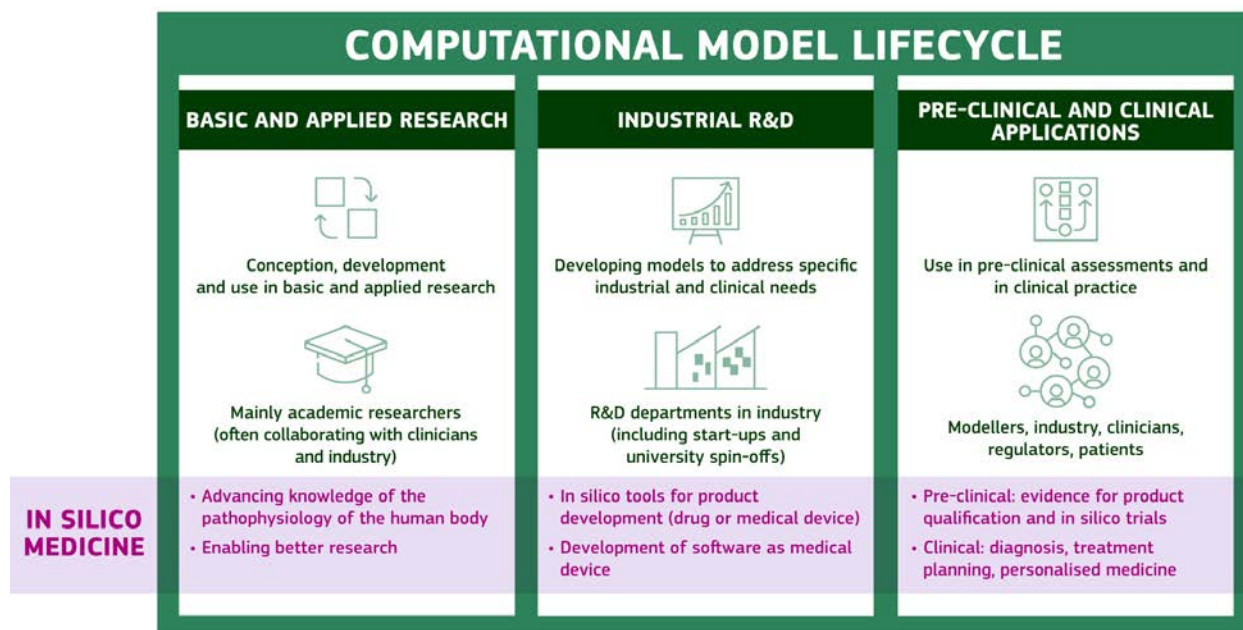 COMPUTATIONAL MODEL LIFECYCLE
BASIC AND APPLIED RESEARCH
Conception, development
and use in basic and applied research
Mainly academic researchers
(often collaborating with clinicians
and industry)
INDUSTRIAL R&D
Developing models to address specific
industrial and clinical needs
R&D departments in industry
(including start-ups and
university spin-offs)
PRE-CLINICAL AND CLINICAL
APPLICATIONS
Use in pre-clinical assessments and
in clinical practice
Modellers, industry, clinicians,
regulators, patients
IN SILICO
MEDICINE
• Advancing knowledge of the
pathophysiology of the human body
• Enabling better research
• In silico tools for product
development (drug or medical device)
• Development of software as medical
device
• Pre-clinical: evidence for product
qualification and in silico trials
• Clinical: diagnosis, treatment
planning, personalised medicine